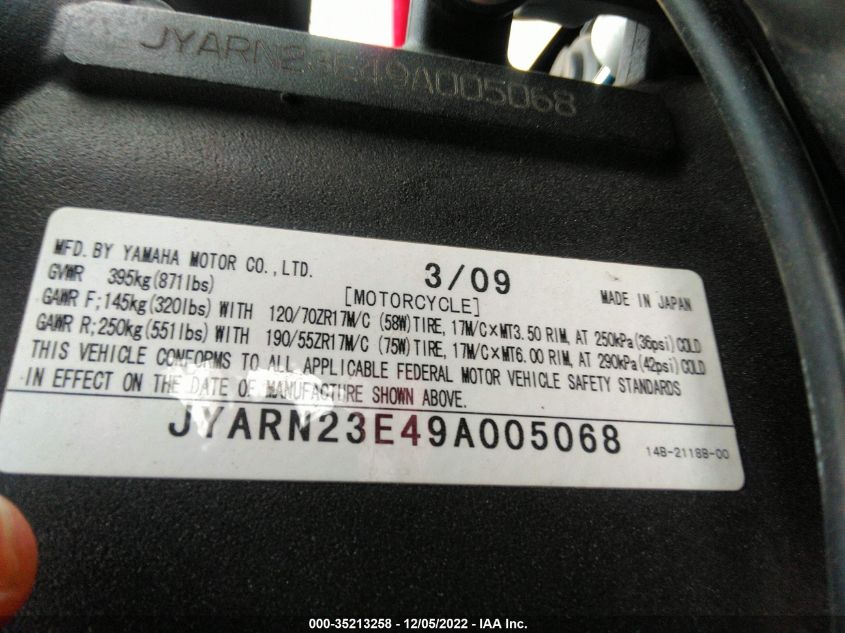 JYARN23E49A005068
MFD. BY YAMAHA MOTOR CO., LTD. 3/09
GVWR 395kg(871lbs) [MOTORCYCLE] MADE IN JAPAN
GAWR F;145kg(320lbs) WITH 120/70ZR17M/C (58W)TIRE, 17M/C×MT3.50 RIM, AT 250kPa(36psi)COLD
GAWR R;250kg(551lbs) WITH 190/55ZR17M/C (75W)TIRE, 17M/C×MT6.00 RIM, AT 290kPa(42psi)COLD
THIS VEHICLE CONFORMS TO ALL APPLICABLE FEDERAL MOTOR VEHICLE SAFETY STANDARDS
IN EFFECT ON THE DATE OF MANUFACTURE SHOWN ABOVE.
JYARN23E49A005068 14B-2118B-00
000-35213258 - 12/05/2022 - IAA Inc.